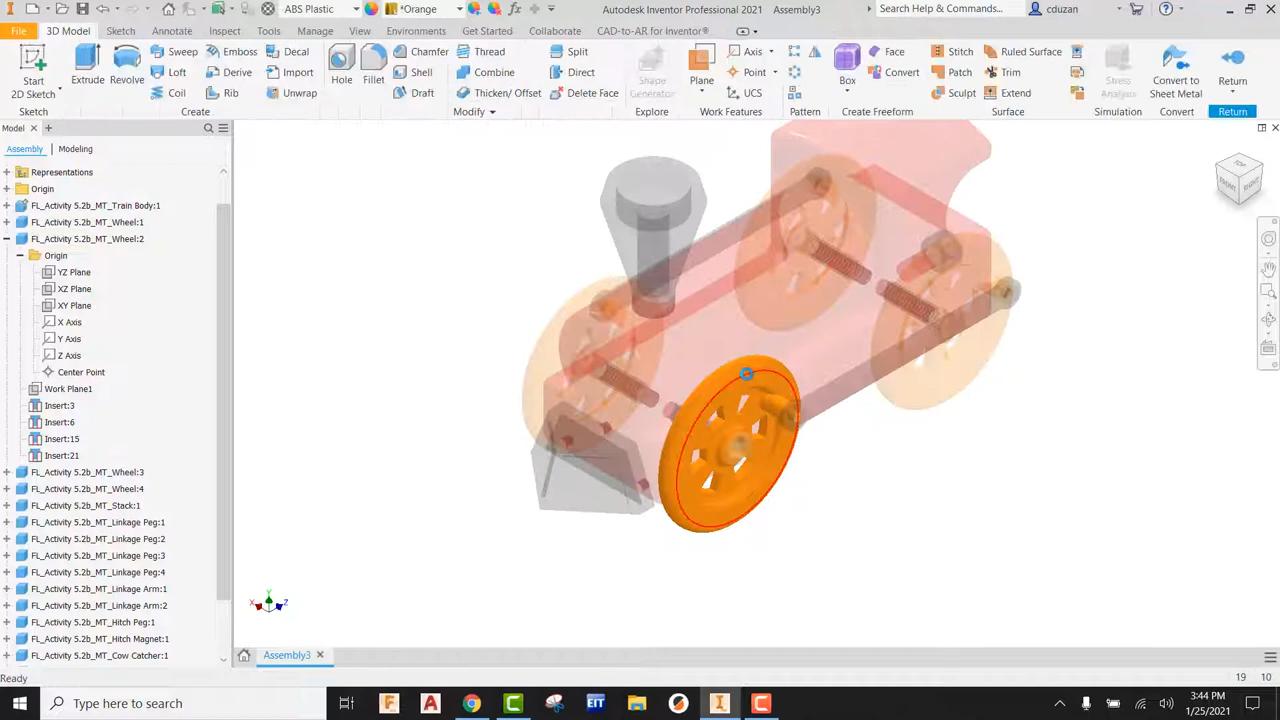 ABS Plastic
*Orange
Autodesk Inventor Professional 2021 Assembly3
Search Help & Commands...
cduzan
File
3D Model
Sketch
Annotate
Inspect
Tools
Manage
View
Environments
Get Started
Collaborate
CAD-to-AR for Inventor®
Start
2D Sketch
Sketch
Extrude
Revolve
Sweep
Loft
Coil
Emboss
Derive
Rib
Decal
Import
Unwrap
Create
Hole
Fillet
Chamfer
Shell
Draft
Thread
Combine
Thicken/ Offset
Split
Direct
Delete Face
Modify
Shape
Generator
Explore
Plane
Axis
Point
UCS
Work Features
Pattern
Box
Face
Convert
Create Freeform
Stitch
Patch
Sculpt
Ruled Surface
Trim
Extend
Surface
Stress
Analysis
Simulation
Convert to
Sheet Metal
Convert
Return
Return
Model
Assembly
Modeling
Representations
Origin
FL_Activity 5.2b_MT_Train Body:1
FL_Activity 5.2b_MT_Wheel:1
FL_Activity 5.2b_MT_Wheel:2
Origin
YZ Plane
XZ Plane
XY Plane
X Axis
Y Axis
Z Axis
Center Point
Work Plane1
Insert:3
Insert:6
Insert:15
Insert:21
FL_Activity 5.2b_MT_Wheel:3
FL_Activity 5.2b_MT_Wheel:4
FL_Activity 5.2b_MT_Stack:1
FL_Activity 5.2b_MT_Linkage Peg:1
FL_Activity 5.2b_MT_Linkage Peg:2
FL_Activity 5.2b_MT_Linkage Peg:3
FL_Activity 5.2b_MT_Linkage Peg:4
FL_Activity 5.2b_MT_Linkage Arm:1
FL_Activity 5.2b_MT_Linkage Arm:2
FL_Activity 5.2b_MT_Hitch Peg:1
FL_Activity 5.2b_MT_Hitch Magnet:1
FL_Activity 5.2b_MT_Cow Catcher:1
TOP
FRONT
RIGHT
Y
X
Z
Assembly3
Ready
19 10
Type here to search
EIT
3:44 PM
1/25/2021